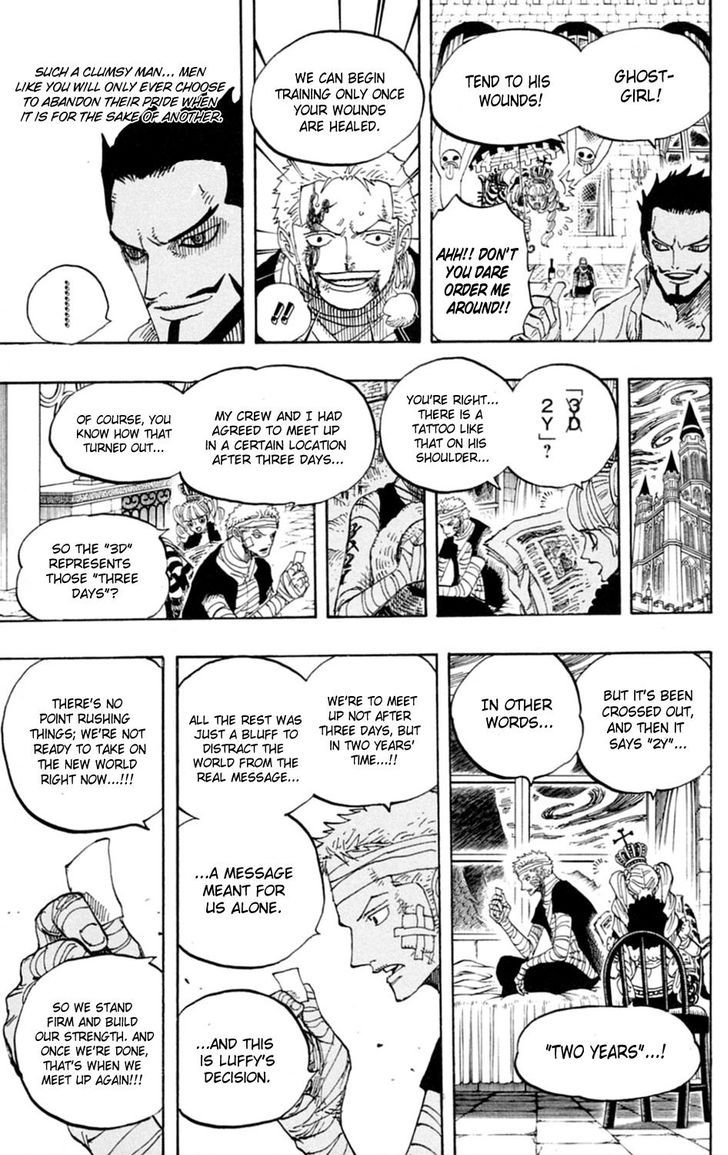 GHOST-
GIRL!
TEND TO HIS
WOUNDS!
AHH!! DON'T
YOU DARE
ORDER ME
AROUND!!
WE CAN BEGIN
TRAINING ONLY ONCE
YOUR WOUNDS
ARE HEALED.
!!
SUCH A CLUMSY MAN... MEN
LIKE YOU WILL ONLY EVER CHOOSE
TO ABANDON THEIR PRIDE WHEN
IT IS FOR THE SAKE OF ANOTHER.
.........
「3D
2Y」?
YOU'RE RIGHT...
THERE IS A
TATTOO LIKE
THAT ON HIS
SHOULDER...
MY CREW AND I HAD
AGREED TO MEET UP
IN A CERTAIN LOCATION
AFTER THREE DAYS...
OF COURSE, YOU
KNOW HOW THAT
TURNED OUT...
SO THE "3D"
REPRESENTS
THOSE "THREE
DAYS"?
BUT IT'S BEEN
CROSSED OUT,
AND THEN IT
SAYS "2Y"...
IN OTHER
WORDS...
"TWO YEARS"...!
WE'RE TO MEET
UP NOT AFTER
THREE DAYS, BUT
IN TWO YEARS'
TIME...!!
ALL THE REST WAS
JUST A BLUFF TO
DISTRACT THE
WORLD FROM THE
REAL MESSAGE...
...A MESSAGE
MEANT FOR
US ALONE.
...AND THIS
IS LUFFY'S
DECISION.
THERE'S NO
POINT RUSHING
THINGS; WE'RE NOT
READY TO TAKE ON
THE NEW WORLD
RIGHT NOW...!!!
SO WE STAND
FIRM AND BUILD
OUR STRENGTH. AND
ONCE WE'RE DONE,
THAT'S WHEN WE
MEET UP AGAIN!!!